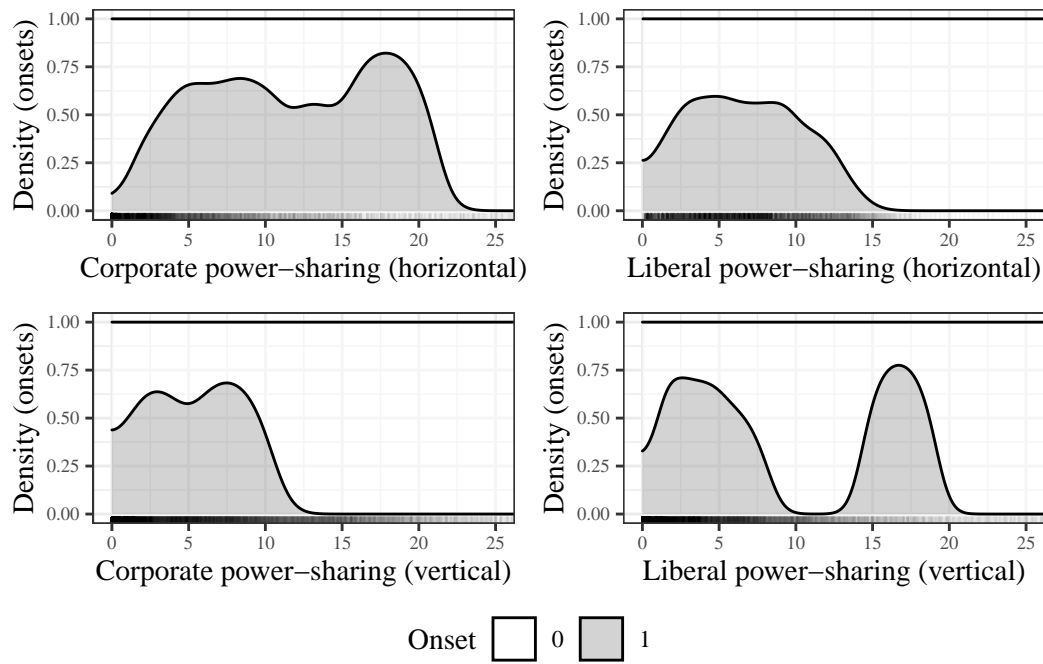 1.00
0.75
0.50
0.25
0.00
Density (onsets)
0 5 10 15 20 25
Corporate power−sharing (horizontal)
1.00
0.75
0.50
0.25
0.00
Density (onsets)
0 5 10 15 20 25
Liberal power−sharing (horizontal)
1.00
0.75
0.50
0.25
0.00
Density (onsets)
0 5 10 15 20 25
Corporate power−sharing (vertical)
1.00
0.75
0.50
0.25
0.00
Density (onsets)
0 5 10 15 20 25
Liberal power−sharing (vertical)
Onset 0 1